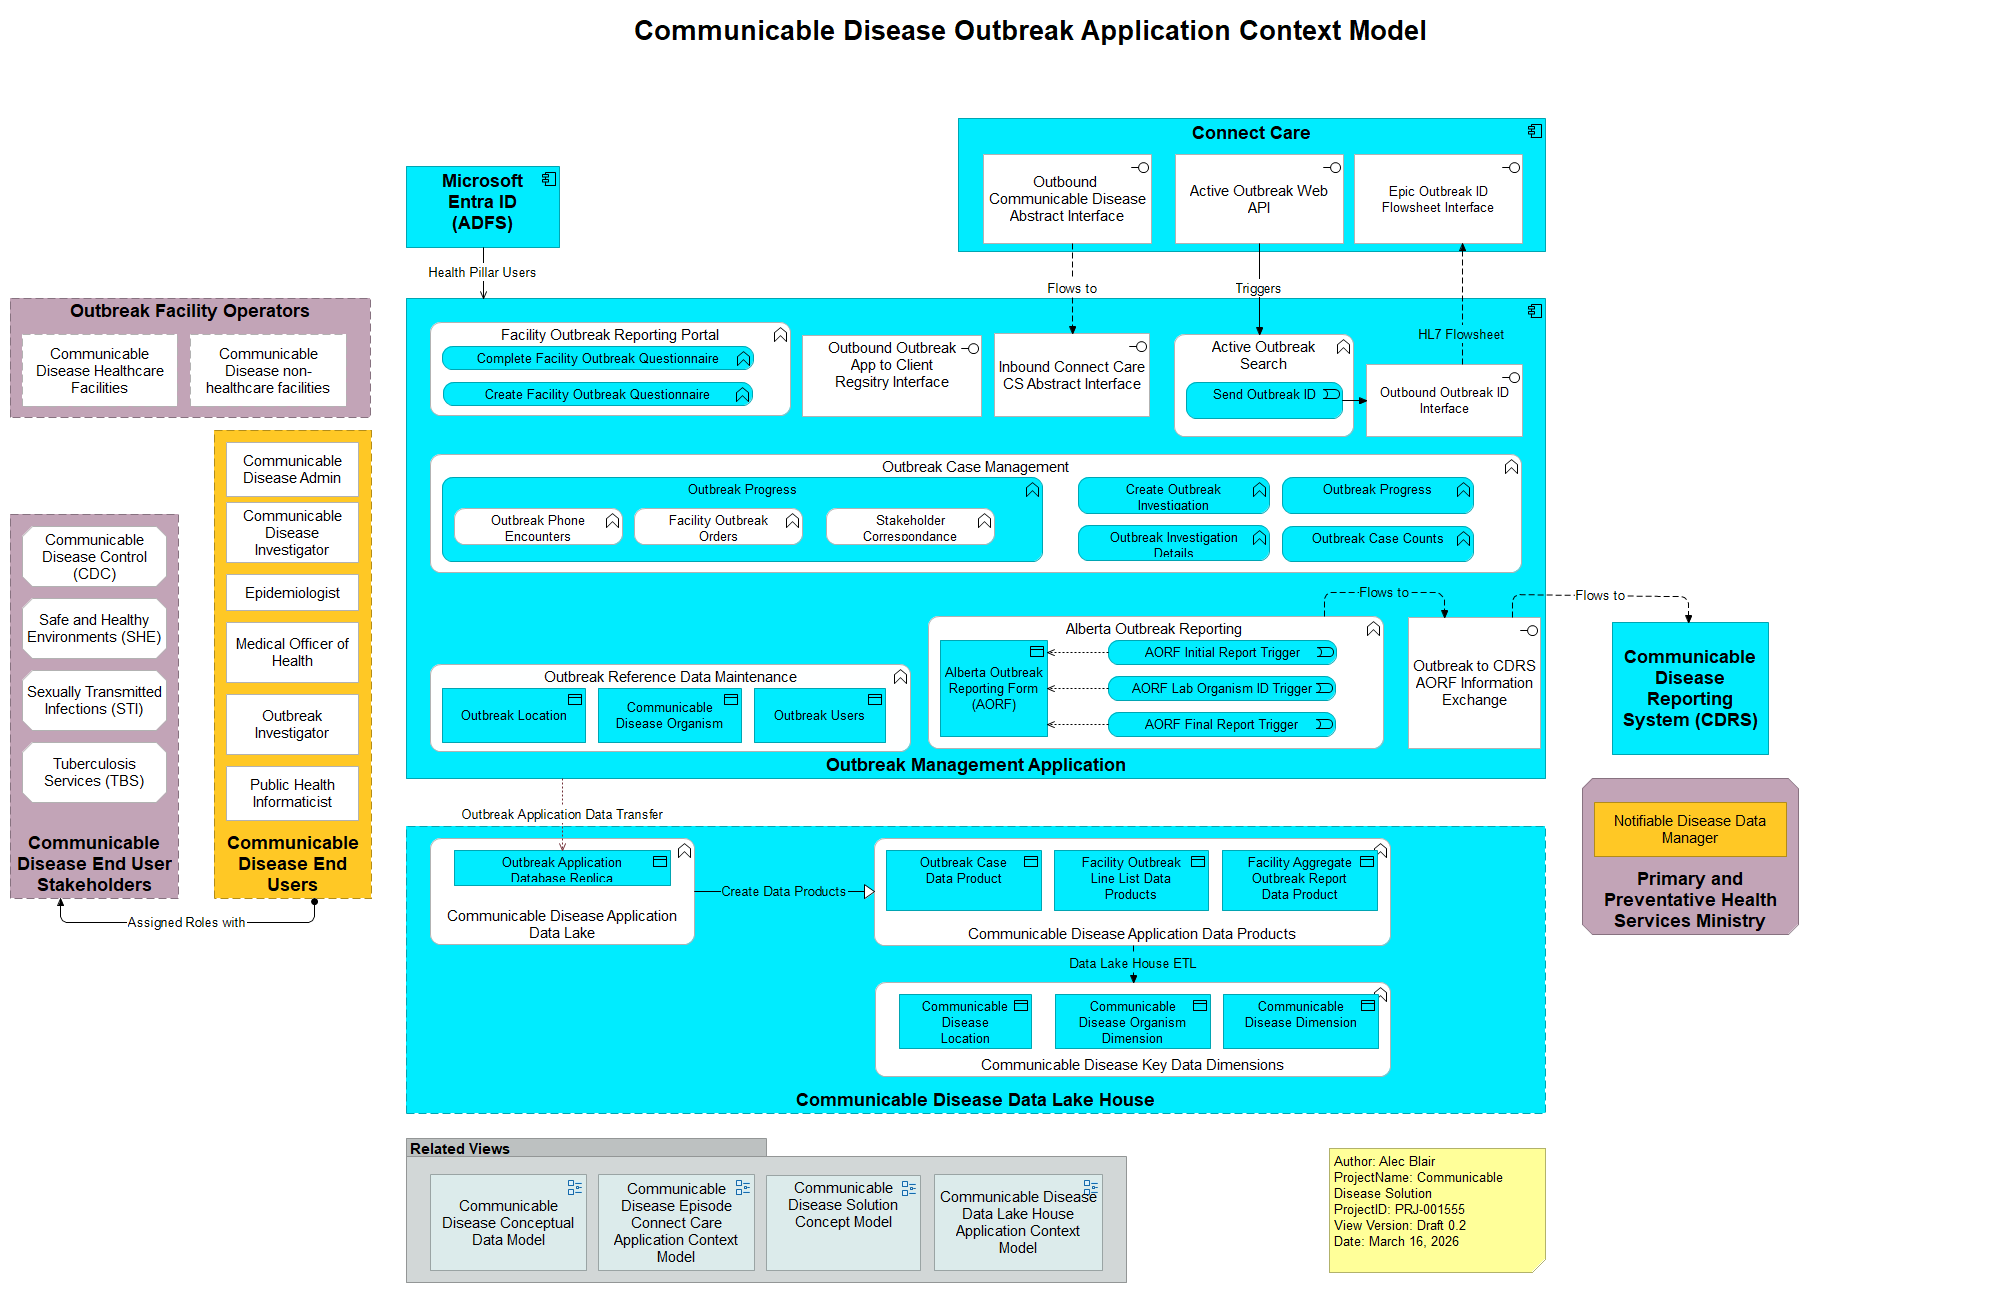 Communicable Disease Outbreak Application Context Model
Connect Care
Outbound
Communicable Disease
Abstract Interface
Active Outbreak Web
API
Epic Outbreak ID
Flowsheet Interface
Microsoft
Entra ID
(ADFS)
Health Pillar Users
Flows to
Triggers
HL7 Flowsheet
Outbreak Facility Operators
Communicable
Disease Healthcare
Facilities
Communicable
Disease non-
healthcare facilities
Facility Outbreak Reporting Portal
Complete Facility Outbreak Questionnaire
Create Facility Outbreak Questionnaire
Outbound Outbreak
App to Client
Regsitry Interface
Inbound Connect Care
CS Abstract Interface
Active Outbreak
Search
Send Outbreak ID
Outbound Outbreak ID
Interface
Outbreak Case Management
Outbreak Progress
Outbreak Phone
Encounters
Facility Outbreak
Orders
Stakeholder
Correspondance
Create Outbreak
Investigation
Outbreak Progress
Outbreak Investigation
Details
Outbreak Case Counts
Communicable
Disease Admin
Communicable
Disease
Investigator
Epidemiologist
Medical Officer of
Health
Outbreak
Investigator
Public Health
Informaticist
Communicable
Disease End
Users
Communicable
Disease Control
(CDC)
Safe and Healthy
Environments (SHE)
Sexually Transmitted
Infections (STI)
Tuberculosis
Services (TBS)
Communicable
Disease End User
Stakeholders
Assigned Roles with
Outbreak Reference Data Maintenance
Outbreak Location
Communicable
Disease Organism
Outbreak Users
Alberta Outbreak Reporting
Alberta Outbreak
Reporting Form
(AORF)
AORF Initial Report Trigger
AORF Lab Organism ID Trigger
AORF Final Report Trigger
Flows to
Outbreak to CDRS
AORF Information
Exchange
Flows to
Communicable
Disease
Reporting
System (CDRS)
Outbreak Management Application
Notifiable Disease Data
Manager
Primary and
Preventative Health
Services Ministry
Outbreak Application Data Transfer
Outbreak Application
Database Replica
Communicable Disease Application
Data Lake
Create Data Products
Outbreak Case
Data Product
Facility Outbreak
Line List Data
Products
Facility Aggregate
Outbreak Report
Data Product
Communicable Disease Application Data Products
Data Lake House ETL
Communicable
Disease
Location
Communicable
Disease Organism
Dimension
Communicable
Disease Dimension
Communicable Disease Key Data Dimensions
Communicable Disease Data Lake House
Related Views
Communicable
Disease Conceptual
Data Model
Communicable
Disease Episode
Connect Care
Application Context
Model
Communicable
Disease Solution
Concept Model
Communicable Disease
Data Lake House
Application Context
Model
Author: Alec Blair
ProjectName: Communicable
Disease Solution
ProjectID: PRJ-001555
View Version: Draft 0.2
Date: March 16, 2026